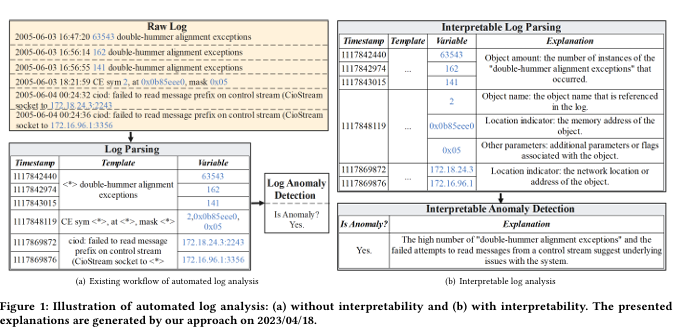 Raw Log
2005-06-03 16:47:20 63543 double-hummer alignment exceptions
2005-06-03 16:56:14 162 double-hummer alignment exceptions
2005-06-03 16:56:55 141 double-hummer alignment exceptions
2005-06-03 18:21:59 CE sym 2, at 0x0b85eee0, mask 0x05
2005-06-04 00:24:32 ciod: failed to read message prefix on control stream (CioStream
socket to 172.18.24.3:2243
2005-06-04 00:24:36 ciod: failed to read message prefix on control stream (CioStream
socket to 172.16.96.1:3356
Log Parsing
Timestamp Template Variable
1117842440 63543
1117842974 <*> double-hummer alignment exceptions 162
1117843015 141
1117848119 CE sym <*>, at <*>, mask <*> 2,0x0b85eee0,
0x05
1117869872 ciod: failed to read 172.18.24.3:2243
message prefix on control stream
1117869876 (CioStream socket to <*> 172.16.96.1:3356
Log Anomaly
Detection
Is Anomaly?
Yes.
(a) Existing workflow of automated log analysis
Interpretable Log Parsing
Timestamp Template Variable Explanation
1117842440 63543 Object amount: the number of instances of the
1117842974 ... 162 "double-hummer alignment exceptions" that
1117843015 141 occurred.
2 Object name: the object name that is referenced
in the log.
1117848119 ... 0x0b85eee0 Location indicator: the memory address of the
object.
0x05 Other parameters: additional parameters or flags
associated with the object.
1117869872 ... 172.18.24.3 Location indicator: the network location or
1117869876 172.16.96.1 address of the object.
Interpretable Anomaly Detection
Is Anomaly? Explanation
Yes. The high number of "double-hummer alignment exceptions" and the
failed attempts to read messages from a control stream suggest underlying
issues with the system.
(b) Interpretable log analysis
Figure 1: Illustration of automated log analysis: (a) without interpretability and (b) with interpretability. The presented
explanations are generated by our approach on 2023/04/18.